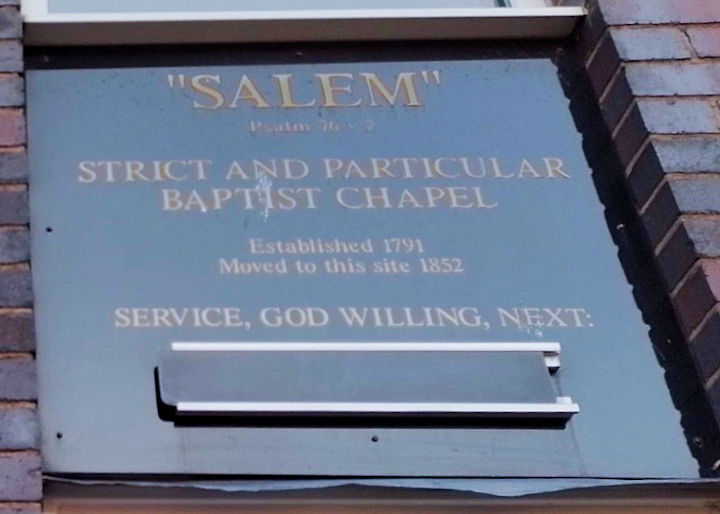 "SALEM"
Psalm 76 v 2
STRICT AND PARTICULAR
BAPTIST CHAPEL
Established 1791
Moved to this site 1852
SERVICE, GOD WILLING, NEXT: